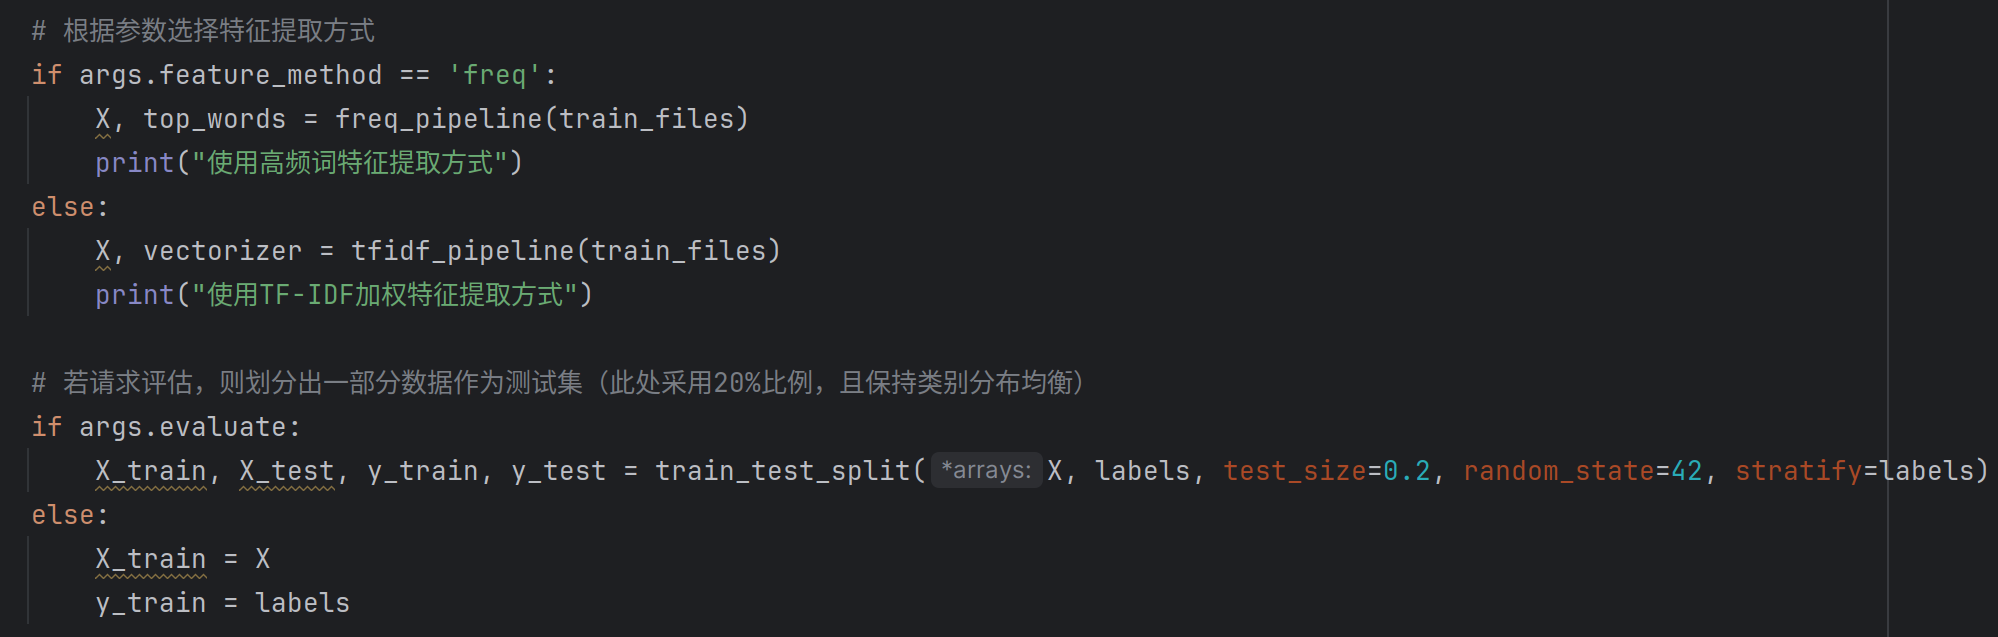 # 根据参数选择特征提取方式
if args.feature_method == 'freq':
    X, top_words = freq_pipeline(train_files)
    print("使用高频词特征提取方式")
else:
    X, vectorizer = tfidf_pipeline(train_files)
    print("使用TF-IDF加权特征提取方式")

# 若请求评估，则划分出一部分数据作为测试集（此处采用20%比例，且保持类别分布均衡）
if args.evaluate:
    X_train, X_test, y_train, y_test = train_test_split( *arrays: X, labels, test_size=0.2, random_state=42, stratify=labels)
else:
    X_train = X
    y_train = labels